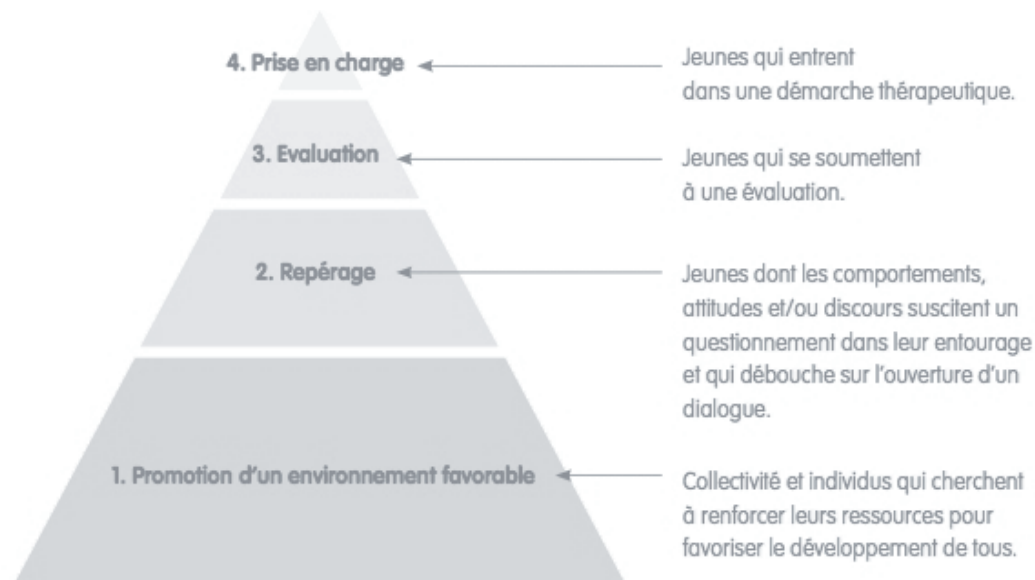 4. Prise en charge
Jeunes qui entrent
dans une démarche thérapeutique.
3. Evaluation
Jeunes qui se soumettent
à une évaluation.
2. Repérage
Jeunes dont les comportements,
attitudes et/ou discours suscitent un
questionnement dans leur entourage
et qui débouche sur l'ouverture d'un
dialogue.
1. Promotion d'un environnement favorable
Collectivité et individus qui cherchent
à renforcer leurs ressources pour
favoriser le développement de tous.